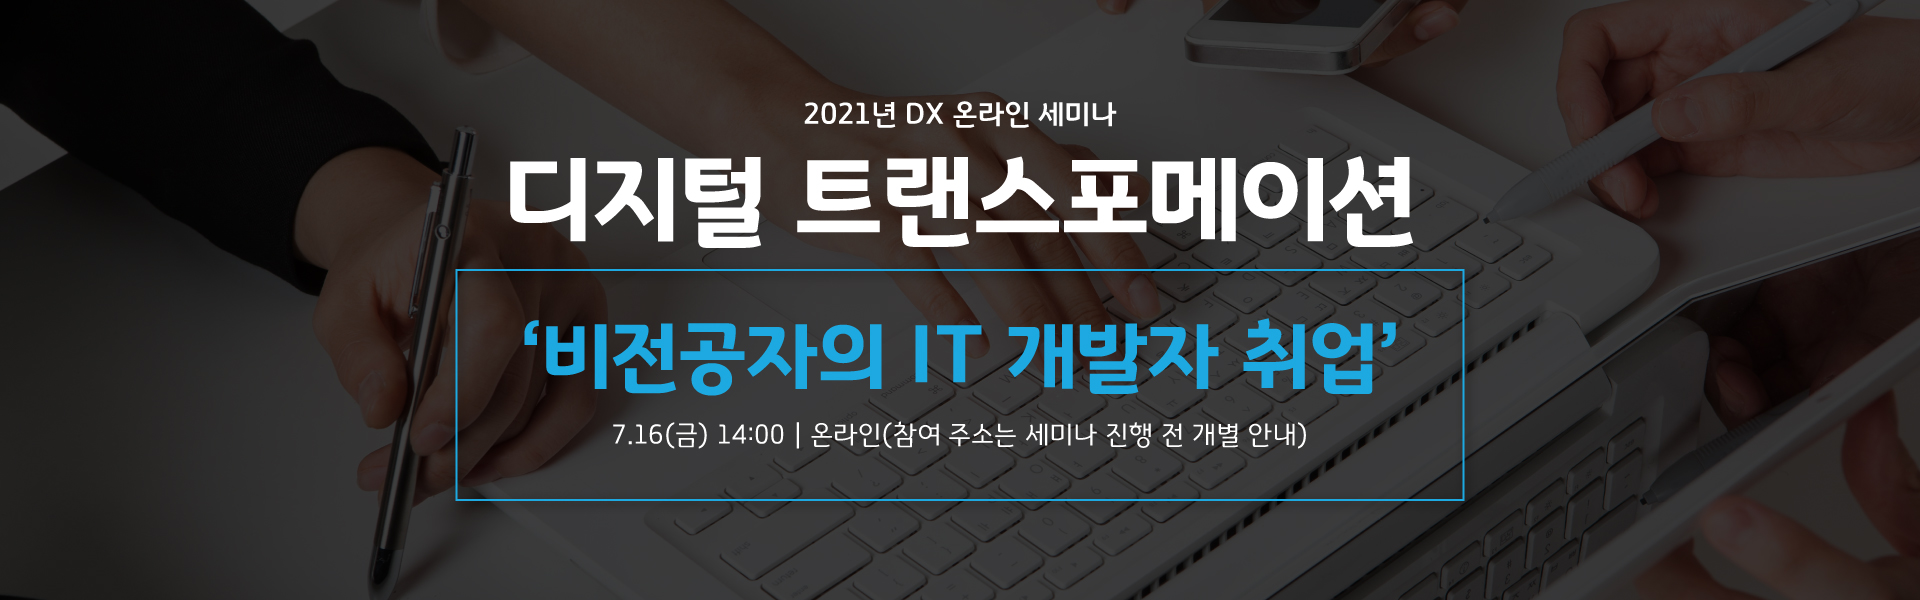 2021년 DX 온라인 세미나
디지털 트랜스포메이션
‘비전공자의 IT 개발자 취업’
7.16(금) 14:00 | 온라인(참여 주소는 세미나 진행 전 개별 안내)